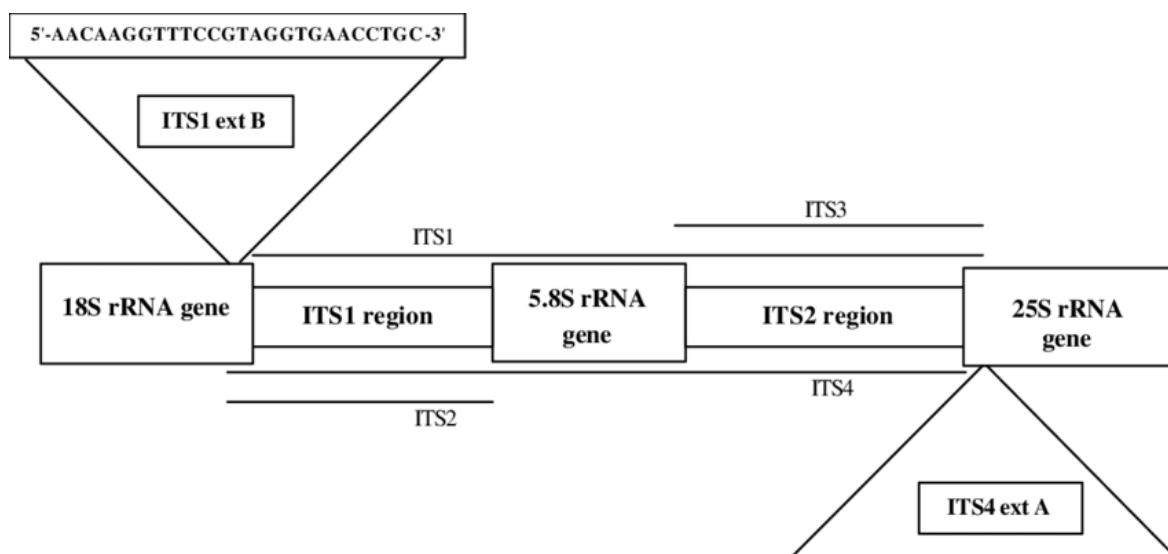 5'-AACAAGGTTTCCGTAGGTGAACCTGC-3'
ITS1 ext B
ITS3
ITS1
18S rRNA gene
ITS1 region
5.8S rRNA
gene
ITS2 region
25S rRNA
gene
ITS4
ITS2
ITS4 ext A